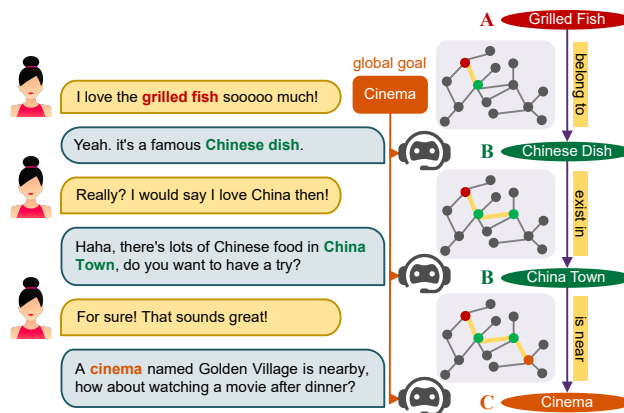 A Grilled Fish
global goal
Cinema
I love the grilled fish sooooo much!
belong to
Yeah. it's a famous Chinese dish.
B Chinese Dish
Really? I would say I love China then!
exist in
Haha, there's lots of Chinese food in China
Town, do you want to have a try?
B China Town
For sure! That sounds great!
is near
A cinema named Golden Village is nearby,
how about watching a movie after dinner?
C Cinema